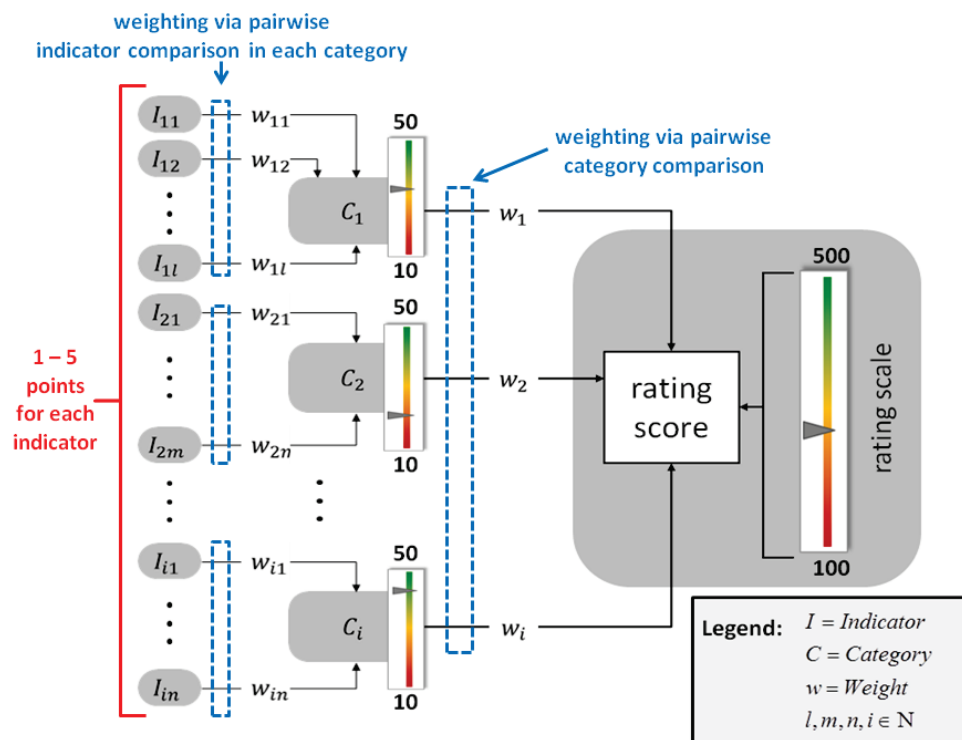 weighting via pairwise
indicator comparison in each category
I11
w11
50
I12
w12
C1
weighting via pairwise
category comparison
w1
I1l
w1l
10
500
I21
w21
50
1 – 5
points
for each
indicator
C2
w2
rating
score
rating scale
I2m
w2n
10
100
Ii1
wi1
50
Ci
wi
Iin
win
10
Legend:
I = Indicator
C = Category
w = Weight
l, m, n, i ∈ N